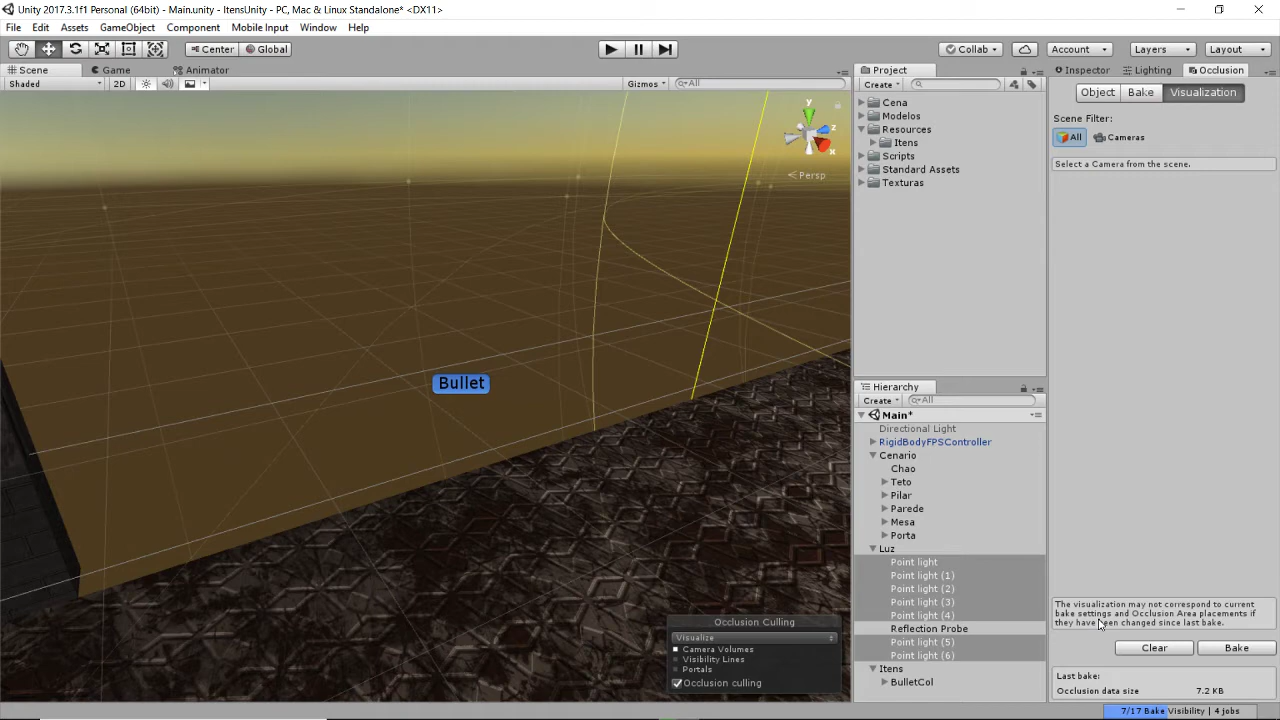 Unity 2017.3.1f1 Personal (64bit) - Main.unity - ItensUnity - PC, Mac & Linux Standalone* <DX11>
File Edit GameObject Component Mobile Input Window Help
Center Global Collab Account Layers Layout
Scene Game Animator
Shaded 2D Gizmos All
y z x
Persp
Bullet
Occlusion Culling
Visualize
Camera Volumes
Visibility Lines
Portals
Occlusion culling
Project
Create
Cena
Modelos
Resources
Itens
Scripts
Standard Assets
Texturas
Hierarchy
Create All
Main*
Directional Light
RigidBodyFPSController
Cenario
Chao
Teto
Pilar
Parede
Mesa
Porta
Luz
Point light
Point light (1)
Point light (2)
Point light (3)
Point light (4)
Reflection Probe
Point light (5)
Point light (6)
Itens
BulletCol
Inspector Lighting Occlusion
Object Bake Visualization
Scene Filter:
All Cameras
Select a Camera from the scene.
The visualization may not correspond to current
bake settings and Occlusion Area placements if
they have been changed since last bake.
Clear Bake
Last bake:
Occlusion data size 7.2 KB
7/17 Bake Visibility | 4 jobs